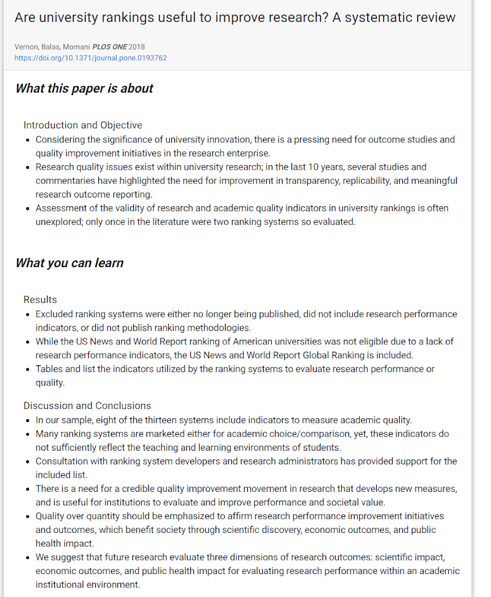 Are university rankings useful to improve research? A systematic review
Vernon, Balas, Momani PLOS ONE 2018
https://doi.org/10.1371/journal.pone.0193762
What this paper is about
Introduction and Objective
• Considering the significance of university innovation, there is a pressing need for outcome studies and
quality improvement initiatives in the research enterprise.
• Research quality issues exist within university research; in the last 10 years, several studies and
commentaries have highlighted the need for improvement in transparency, replicability, and meaningful
research outcome reporting.
• Assessment of the validity of research and academic quality indicators in university rankings is often
unexplored; only once in the literature were two ranking systems so evaluated.
What you can learn
Results
• Excluded ranking systems were either no longer being published, did not include research performance
indicators, or did not publish ranking methodologies.
• While the US News and World Report ranking of American universities was not eligible due to a lack of
research performance indicators, the US News and World Report Global Ranking is included.
• Tables and list the indicators utilized by the ranking systems to evaluate research performance or
quality.
Discussion and Conclusions
• In our sample, eight of the thirteen systems include indicators to measure academic quality.
• Many ranking systems are marketed either for academic choice/comparison, yet, these indicators do
not sufficiently reflect the teaching and learning environments of students.
• Consultation with ranking system developers and research administrators has provided support for the
included list.
• There is a need for a credible quality improvement movement in research that develops new measures,
and is useful for institutions to evaluate and improve performance and societal value.
• Quality over quantity should be emphasized to affirm research performance improvement initiatives
and outcomes, which benefit society through scientific discovery, economic outcomes, and public
health impact.
• We suggest that future research evaluate three dimensions of research outcomes: scientific impact,
economic outcomes, and public health impact for evaluating research performance within an academic
institutional environment.